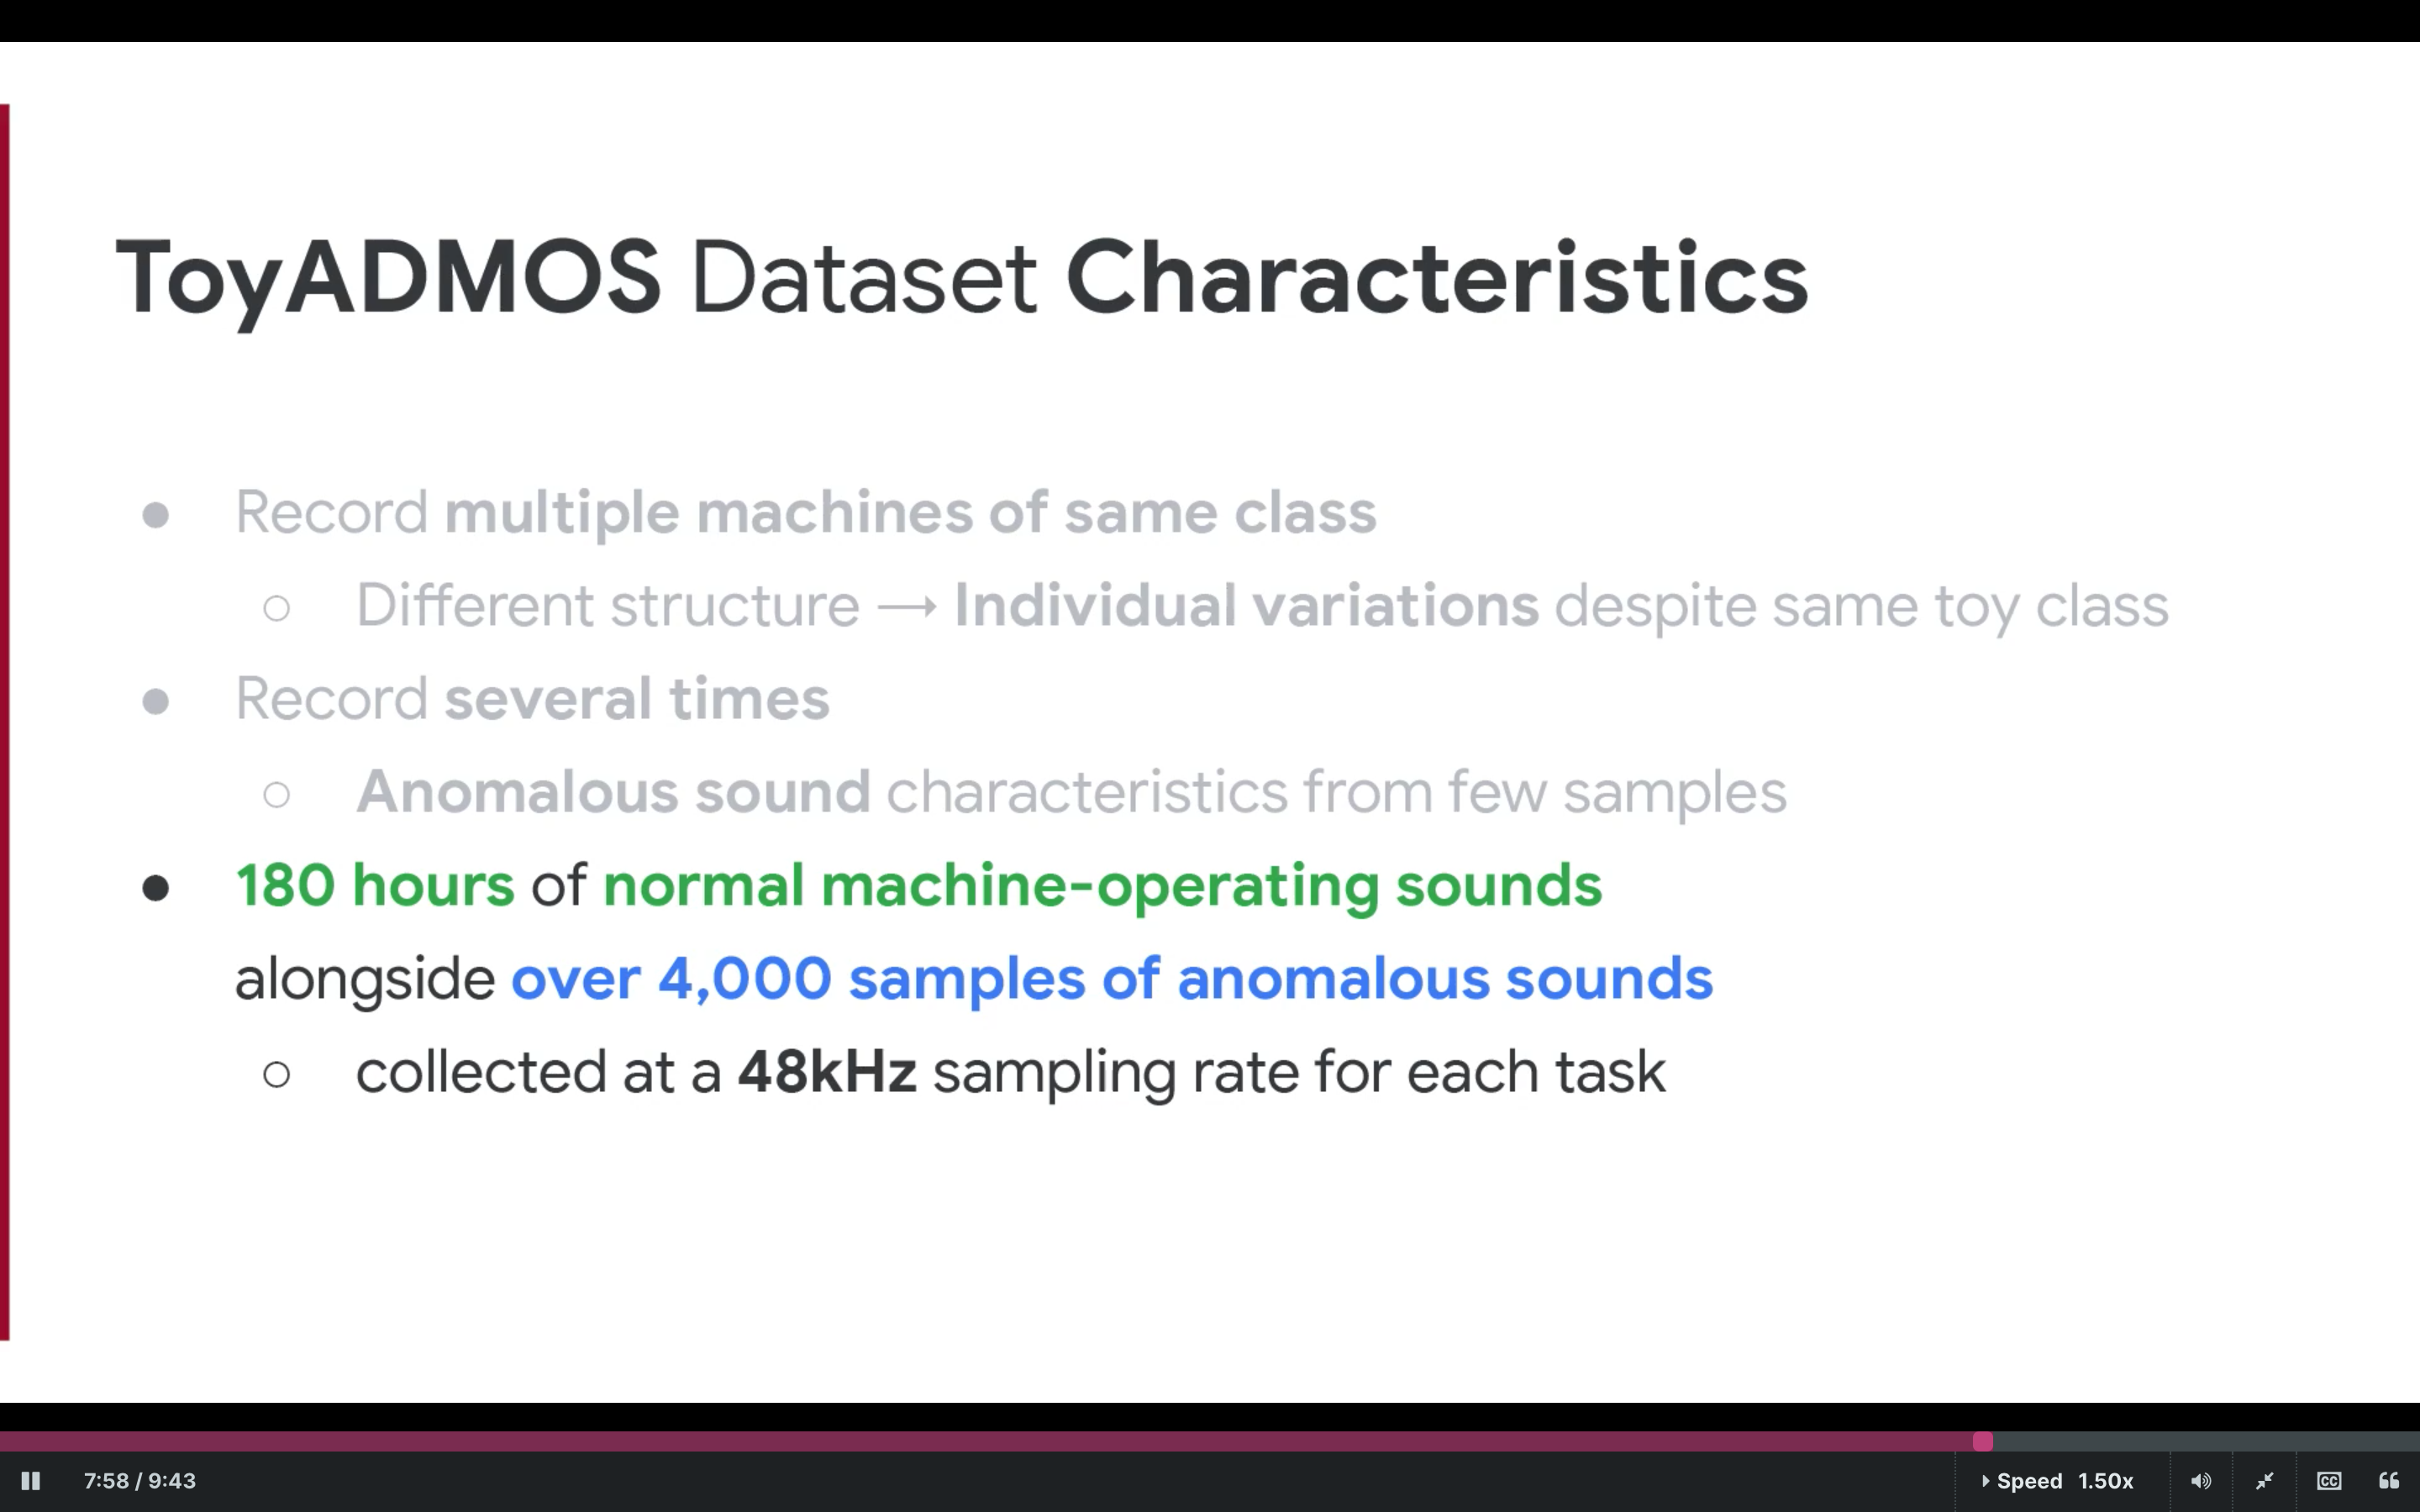 ToyADMOS Dataset Characteristics
● Record multiple machines of same class
○ Different structure → Individual variations despite same toy class
● Record several times
○ Anomalous sound characteristics from few samples
● 180 hours of normal machine-operating sounds
alongside over 4,000 samples of anomalous sounds
○ collected at a 48kHz sampling rate for each task
7:58 / 9:43 Speed 1.50x CC